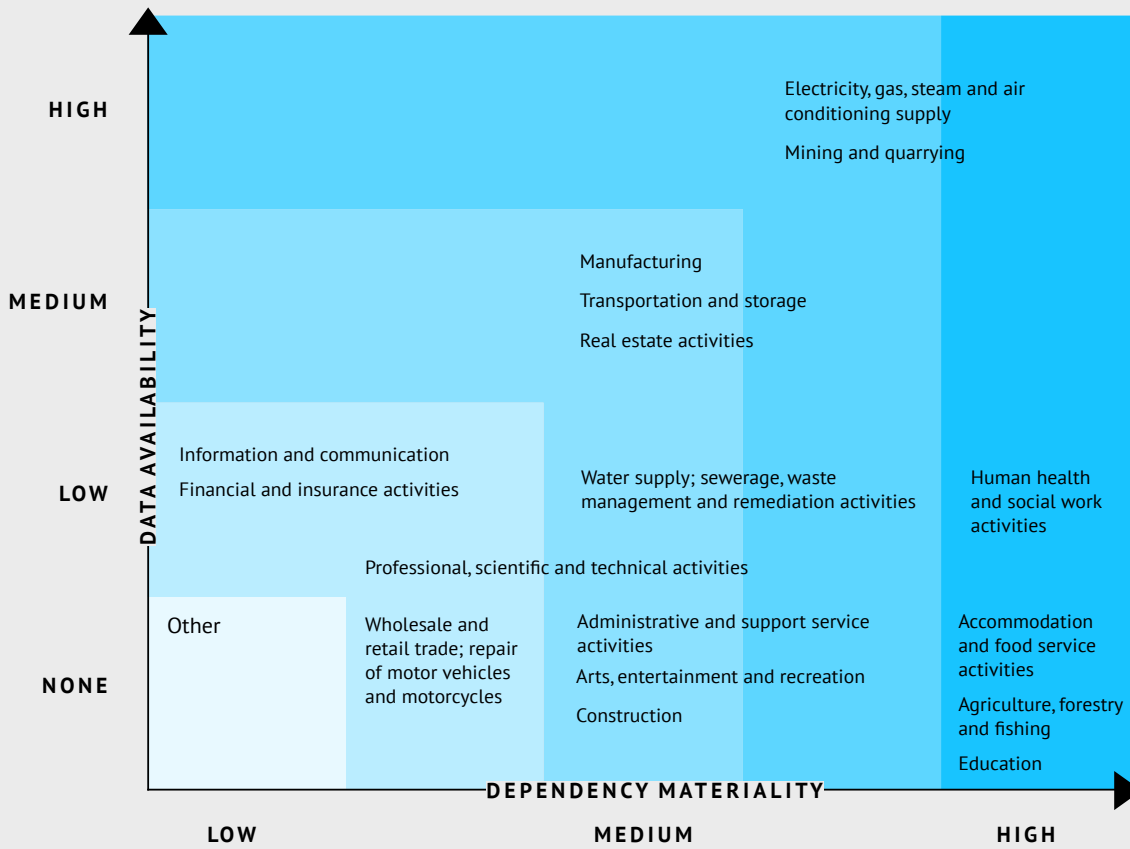 HIGH
Electricity, gas, steam and air
conditioning supply
Mining and quarrying
MEDIUM
Manufacturing
Transportation and storage
Real estate activities
DATA AVAILABILITY
LOW
Information and communication
Financial and insurance activities
Water supply; sewerage, waste
management and remediation activities
Human health
and social work
activities
Professional, scientific and technical activities
NONE
Other
Wholesale and
retail trade; repair
of motor vehicles
and motorcycles
Administrative and support service
activities
Arts, entertainment and recreation
Construction
Accommodation
and food service
activities
Agriculture, forestry
and fishing
Education
DEPENDENCY MATERIALITY
LOW
MEDIUM
HIGH